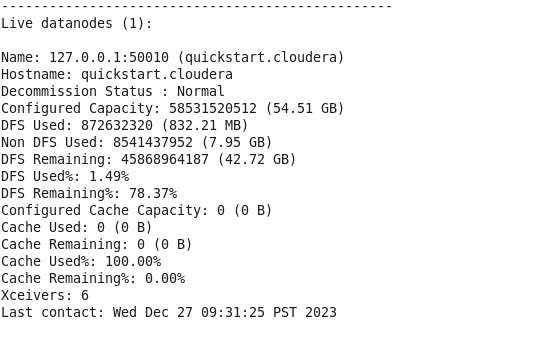 -------------------------------------------------
Live datanodes (1):

Name: 127.0.0.1:50010 (quickstart.cloudera)
Hostname: quickstart.cloudera
Decommission Status : Normal
Configured Capacity: 58531520512 (54.51 GB)
DFS Used: 872632320 (832.21 MB)
Non DFS Used: 8541437952 (7.95 GB)
DFS Remaining: 45868964187 (42.72 GB)
DFS Used%: 1.49%
DFS Remaining%: 78.37%
Configured Cache Capacity: 0 (0 B)
Cache Used: 0 (0 B)
Cache Remaining: 0 (0 B)
Cache Used%: 100.00%
Cache Remaining%: 0.00%
Xceivers: 6
Last contact: Wed Dec 27 09:31:25 PST 2023